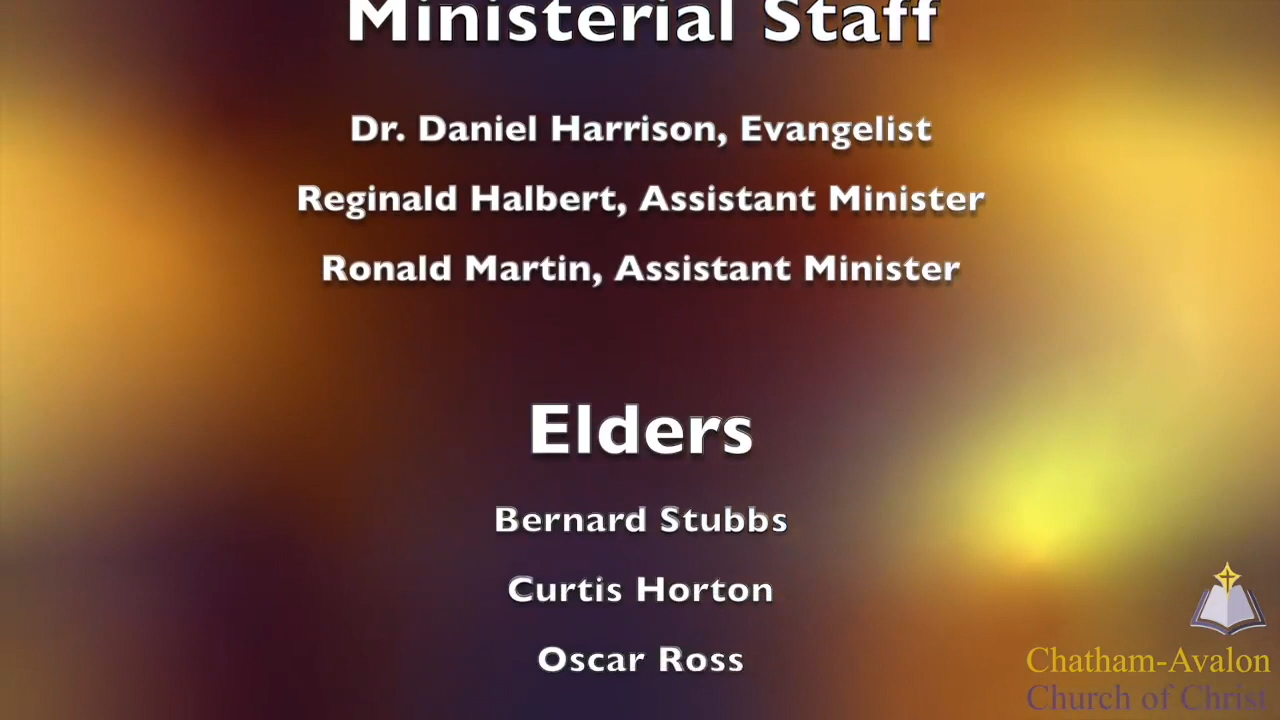 Ministerial Staff
Dr. Daniel Harrison, Evangelist
Reginald Halbert, Assistant Minister
Ronald Martin, Assistant Minister
Elders
Bernard Stubbs
Curtis Horton
Oscar Ross
Chatham-Avalon
Church of Christ